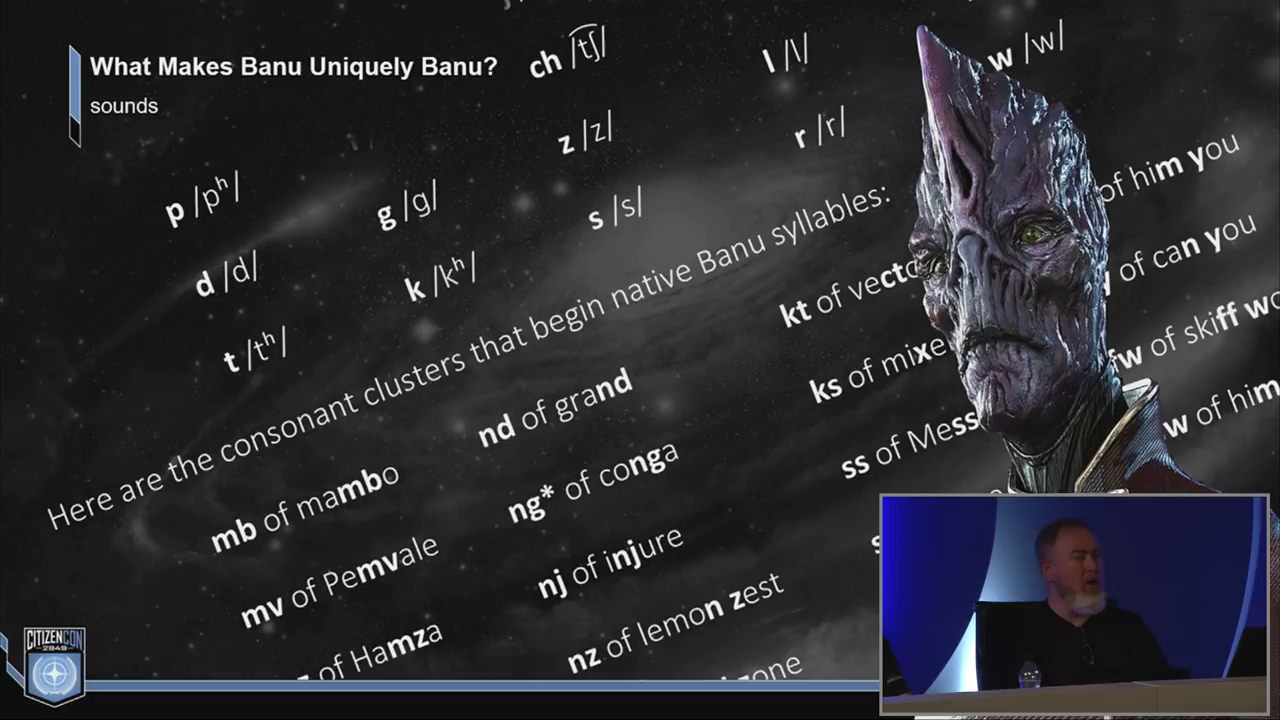 What Makes Banu Uniquely Banu?
sounds
ch /t͡ʃ/
l /l/
w /w/
z /z/
r /r/
p /pʰ/
g /g/
s /s/
d /d/
k /kʰ/
t /tʰ/
Here are the consonant clusters that begin native Banu syllables:
mb of mambo
nd of grand
kt of vecto
of him you
mv of Pemvale
ng* of conga
ks of mixe
of can you
of Hamza
nj of injure
ss of Mess
fw of skiff wo
nz of lemon zest
w of him
CITIZENCON
2948